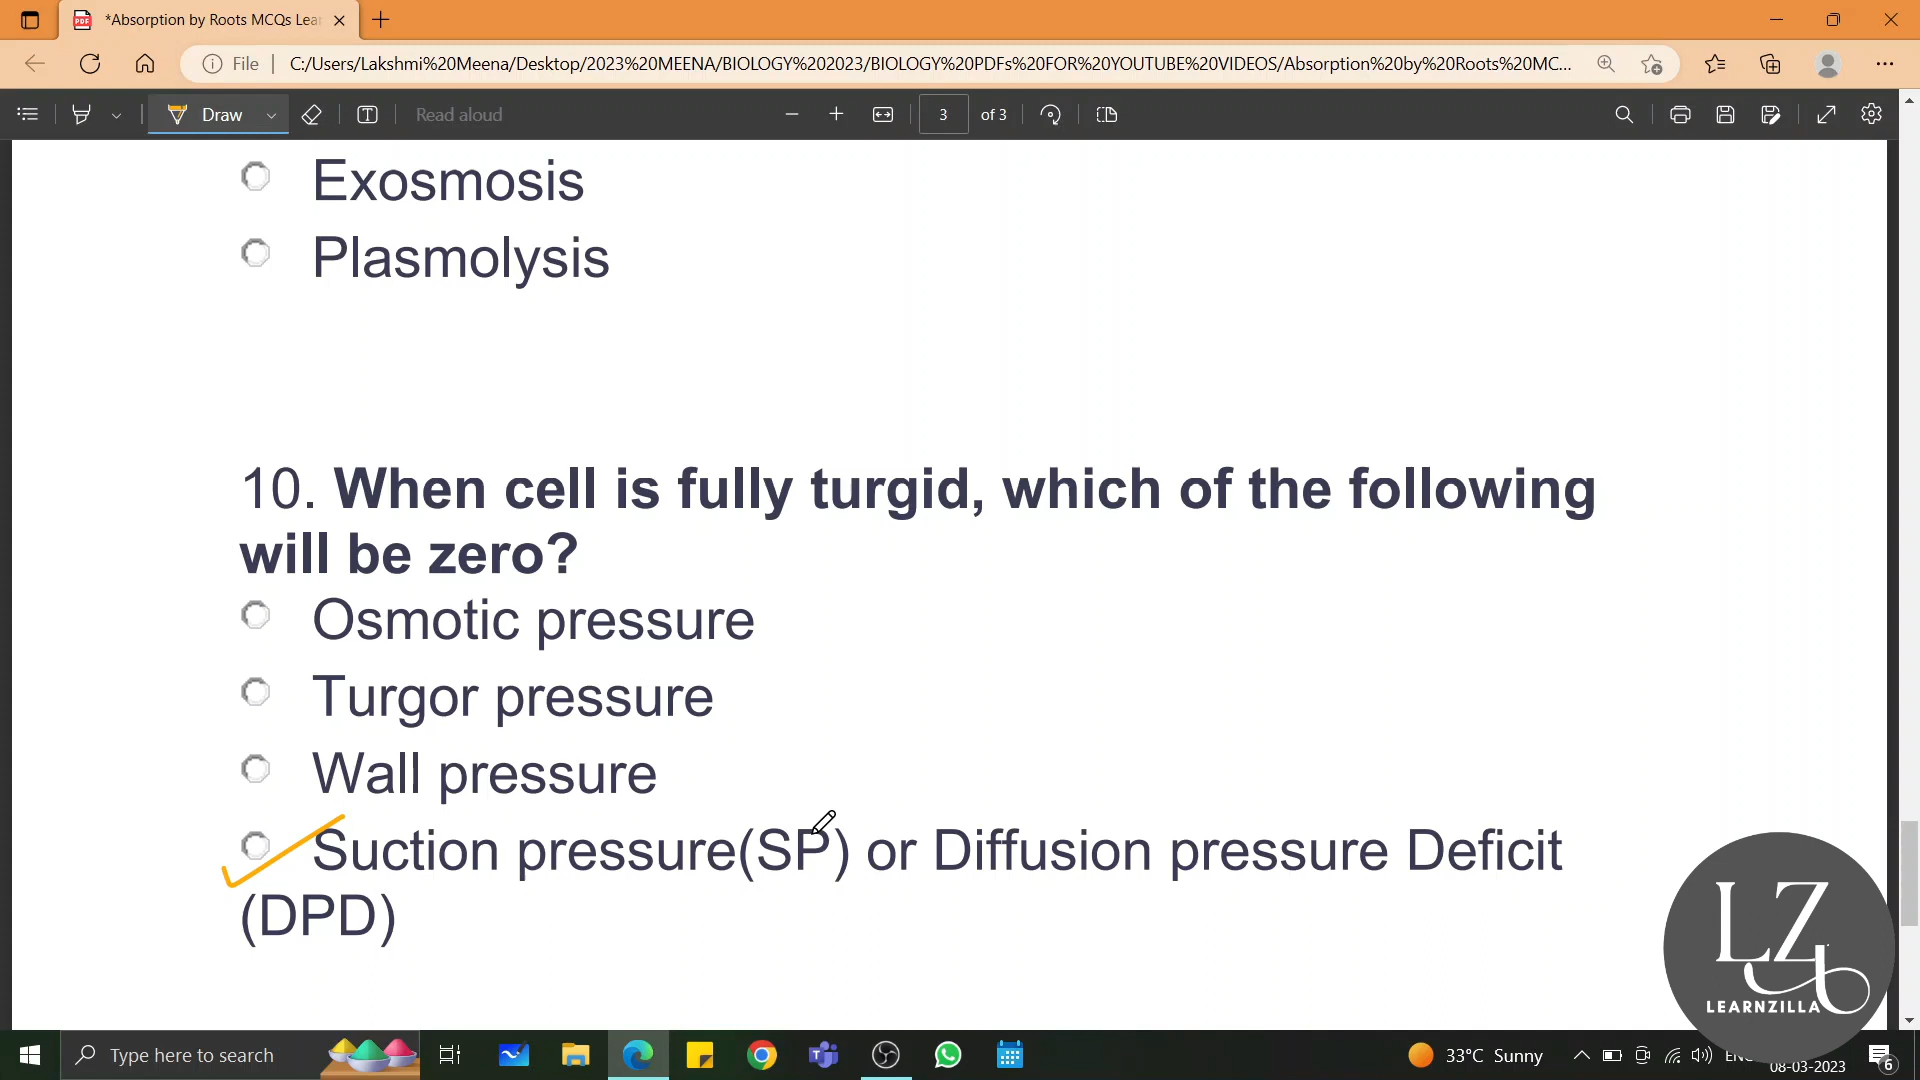 *Absorption by Roots MCQs Lea
File
C:/Users/Lakshmi%20Meena/Desktop/2023%20MEENA/BIOLOGY%202023/BIOLOGY%20PDFs%20FOR%20YOUTUBE%20VIDEOS/Absorption%20by%20Roots%20MC...
Draw
Read aloud
3 of 3
Exosmosis
Plasmolysis
10. When cell is fully turgid, which of the following
will be zero?
Osmotic pressure
Turgor pressure
Wall pressure
Suction pressure(SP) or Diffusion pressure Deficit
(DPD)
LZ
LEARNZILLA
Type here to search
33°C Sunny
08-03-2023
6